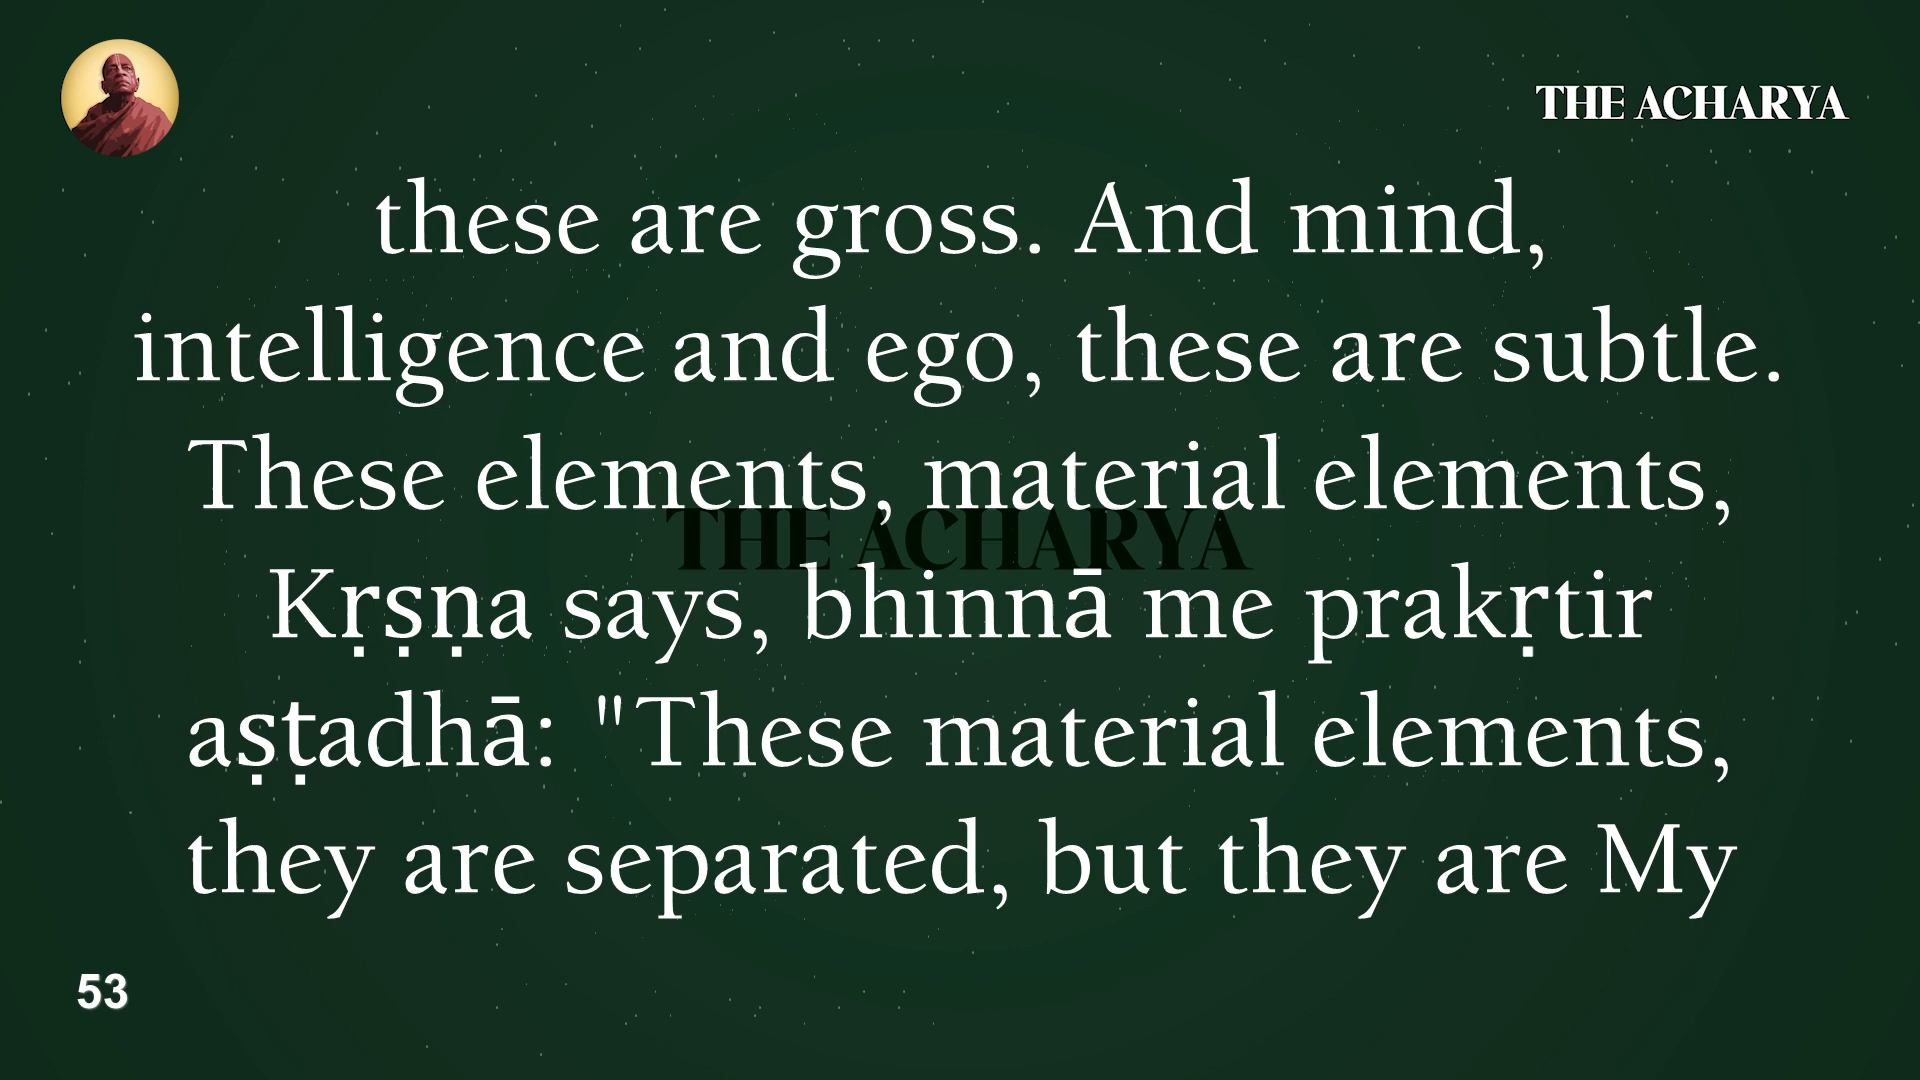 THE ACHARYA
these are gross. And mind,
intelligence and ego, these are subtle.
These elements, material elements,
THE ACHARYA
Kṛṣṇa says, bhinnā me prakṛtir
aṣṭadhā: "These material elements,
they are separated, but they are My
53